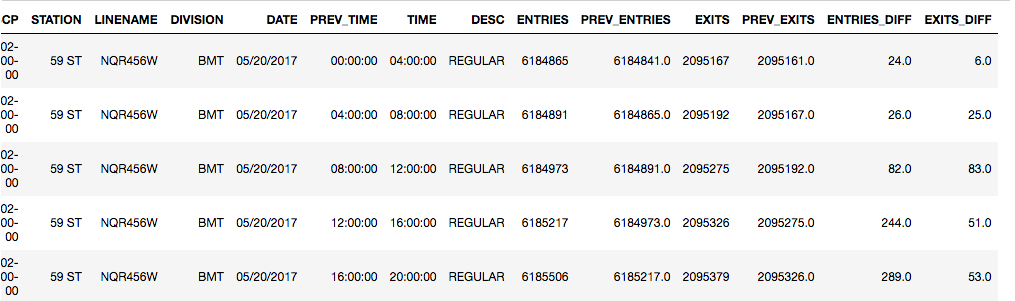 CP STATION LINENAME DIVISION DATE PREV_TIME TIME DESC ENTRIES PREV_ENTRIES EXITS PREV_EXITS ENTRIES_DIFF EXITS_DIFF
02-
00-
00 59 ST NQR456W BMT 05/20/2017 00:00:00 04:00:00 REGULAR 6184865 6184841.0 2095167 2095161.0 24.0 6.0
02-
00-
00 59 ST NQR456W BMT 05/20/2017 04:00:00 08:00:00 REGULAR 6184891 6184865.0 2095192 2095167.0 26.0 25.0
02-
00-
00 59 ST NQR456W BMT 05/20/2017 08:00:00 12:00:00 REGULAR 6184973 6184891.0 2095275 2095192.0 82.0 83.0
02-
00-
00 59 ST NQR456W BMT 05/20/2017 12:00:00 16:00:00 REGULAR 6185217 6184973.0 2095326 2095275.0 244.0 51.0
02-
00-
00 59 ST NQR456W BMT 05/20/2017 16:00:00 20:00:00 REGULAR 6185506 6185217.0 2095379 2095326.0 289.0 53.0